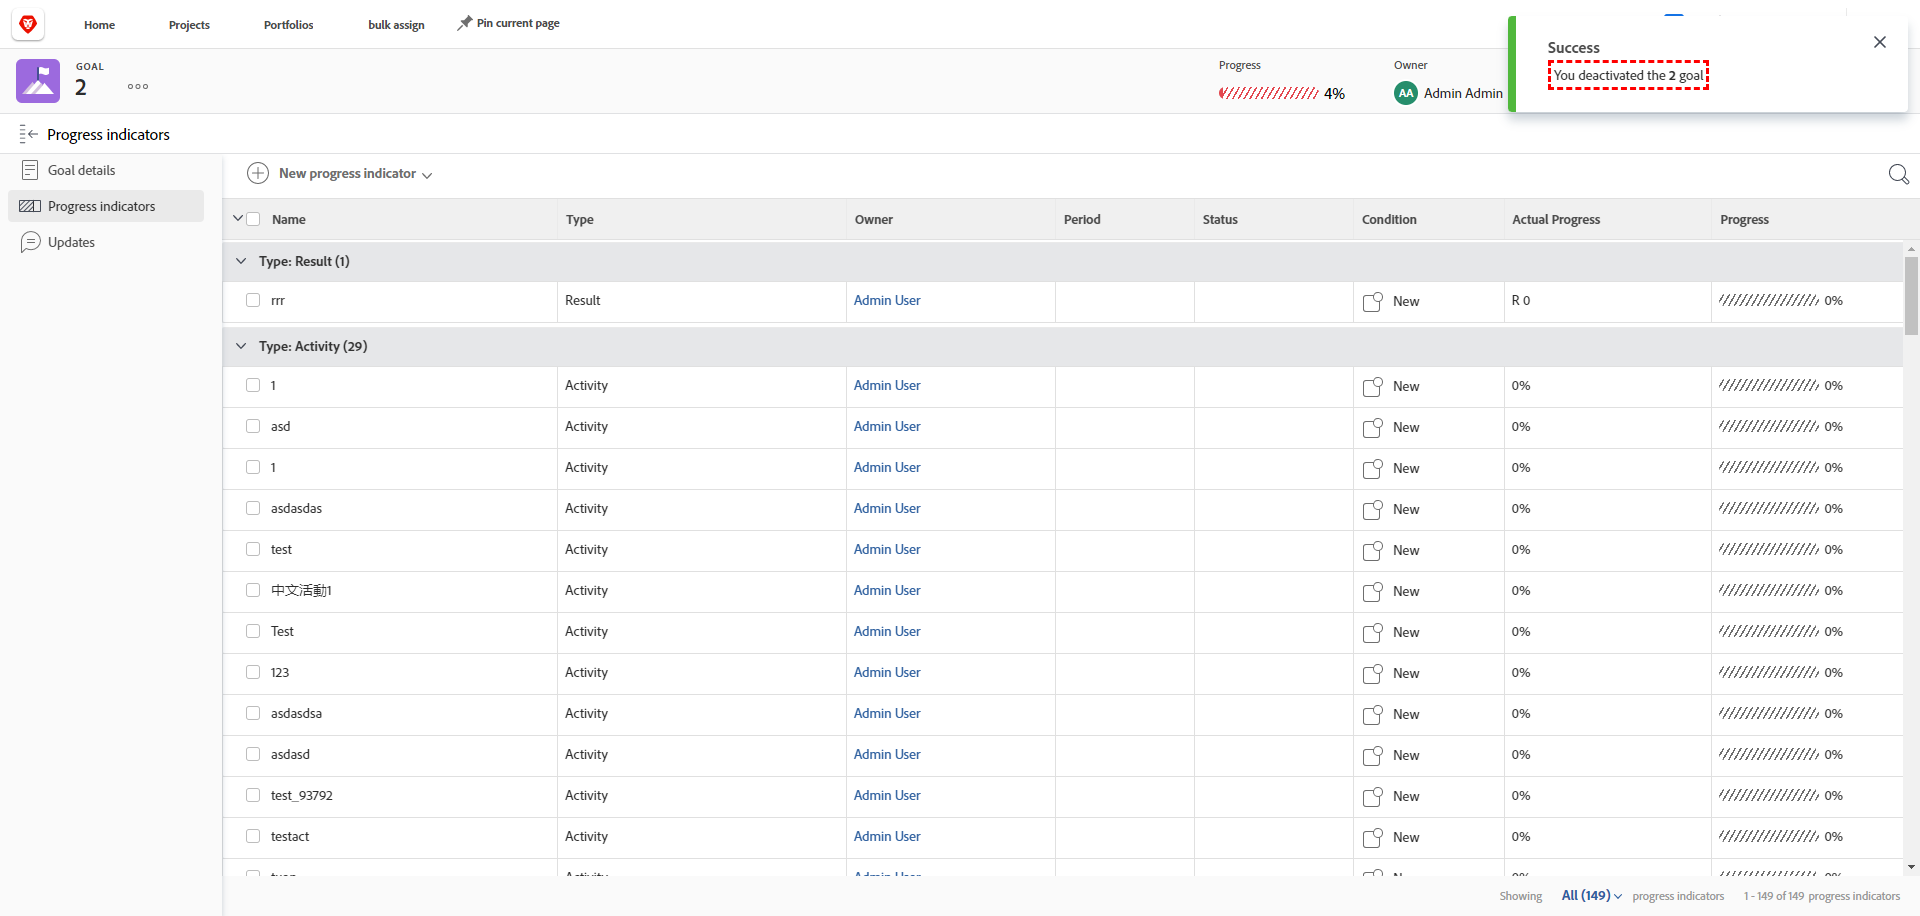 Home Projects Portfolios bulk assign Pin current page
Success
You deactivated the 2 goal
GOAL
2
Progress
4%
Owner
AA Admin Admin
Progress indicators
Goal details
Progress indicators
Updates
New progress indicator
Name Type Owner Period Status Condition Actual Progress Progress
Type: Result (1)
rrr Result Admin User New R 0 0%
Type: Activity (29)
1 Activity Admin User New 0% 0%
asd Activity Admin User New 0% 0%
1 Activity Admin User New 0% 0%
asdasdas Activity Admin User New 0% 0%
test Activity Admin User New 0% 0%
中文活動1 Activity Admin User New 0% 0%
Test Activity Admin User New 0% 0%
123 Activity Admin User New 0% 0%
asdasdsa Activity Admin User New 0% 0%
asdasd Activity Admin User New 0% 0%
test_93792 Activity Admin User New 0% 0%
testact Activity Admin User New 0% 0%
Activity Admin User New 0% 0%
Showing All (149) progress indicators 1 - 149 of 149 progress indicators